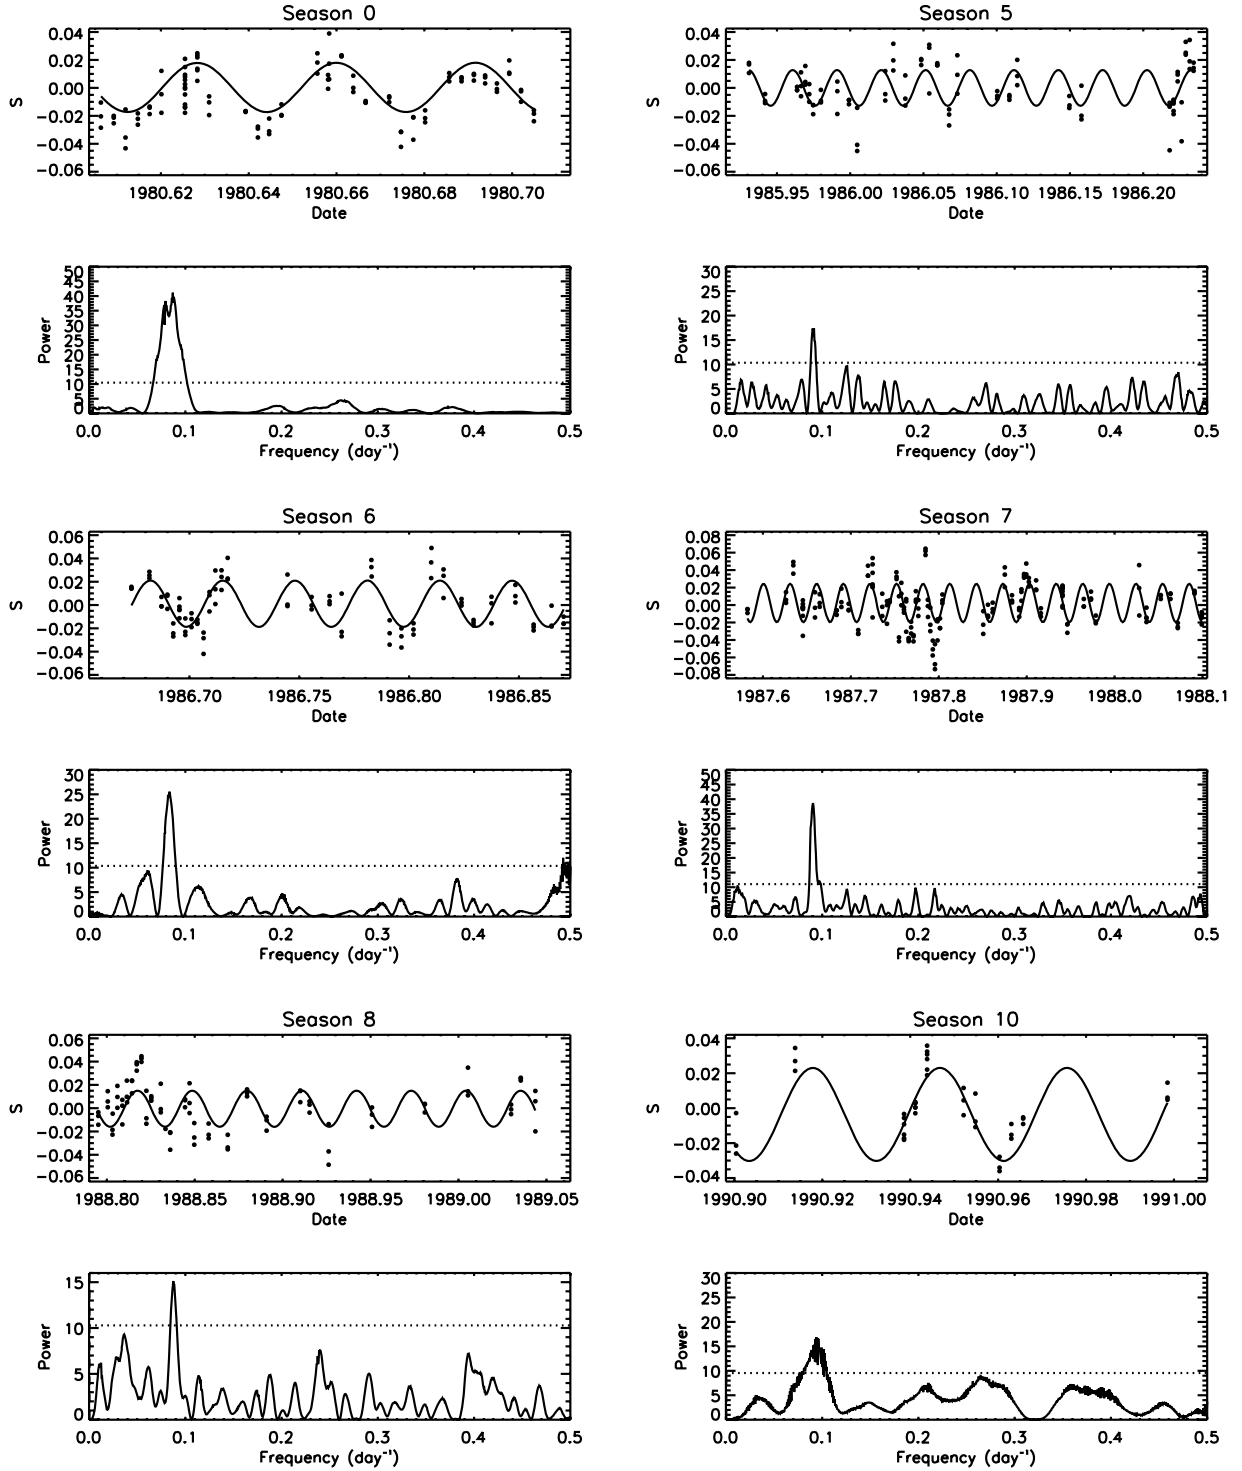 Season 0
0.04
0.02
0.00
−0.02
−0.04
−0.06
S
1980.62 1980.64 1980.66 1980.68 1980.70
Date
50
45
40
35
30
25
20
15
10
5
0
Power
0.0 0.1 0.2 0.3 0.4 0.5
Frequency (day⁻¹)
Season 5
0.04
0.02
0.00
−0.02
−0.04
−0.06
S
1985.95 1986.00 1986.05 1986.10 1986.15 1986.20
Date
30
25
20
15
10
5
0
Power
0.0 0.1 0.2 0.3 0.4 0.5
Frequency (day⁻¹)
Season 6
0.06
0.04
0.02
0.00
−0.02
−0.04
−0.06
S
1986.70 1986.75 1986.80 1986.85
Date
30
25
20
15
10
5
0
Power
0.0 0.1 0.2 0.3 0.4 0.5
Frequency (day⁻¹)
Season 7
0.08
0.06
0.04
0.02
0.00
−0.02
−0.04
−0.06
−0.08
S
1987.6 1987.7 1987.8 1987.9 1988.0 1988.1
Date
50
45
40
35
30
25
20
15
10
5
0
Power
0.0 0.1 0.2 0.3 0.4 0.5
Frequency (day⁻¹)
Season 8
0.06
0.04
0.02
0.00
−0.02
−0.04
−0.06
S
1988.80 1988.85 1988.90 1988.95 1989.00 1989.05
Date
15
10
5
0
Power
0.0 0.1 0.2 0.3 0.4 0.5
Frequency (day⁻¹)
Season 10
0.04
0.02
0.00
−0.02
−0.04
S
1990.90 1990.92 1990.94 1990.96 1990.98 1991.00
Date
30
25
20
15
10
5
0
Power
0.0 0.1 0.2 0.3 0.4 0.5
Frequency (day⁻¹)